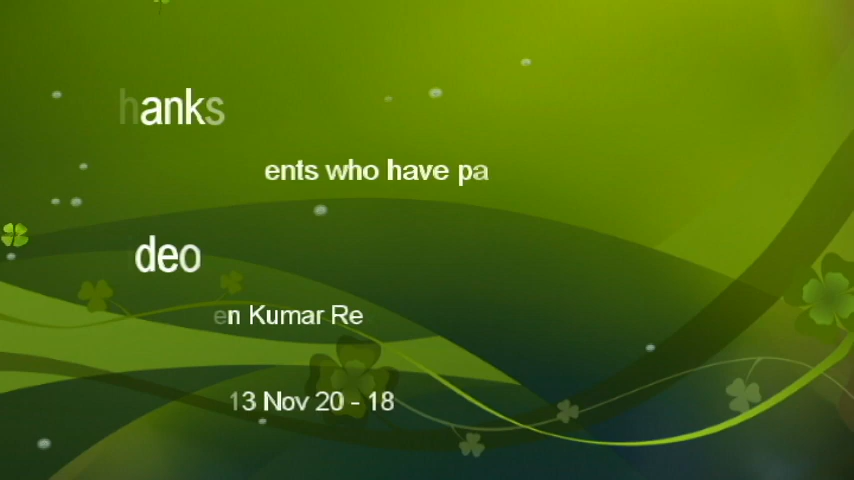 hanks
ents who have pa
deo
en Kumar Re
13 Nov 20 - 18